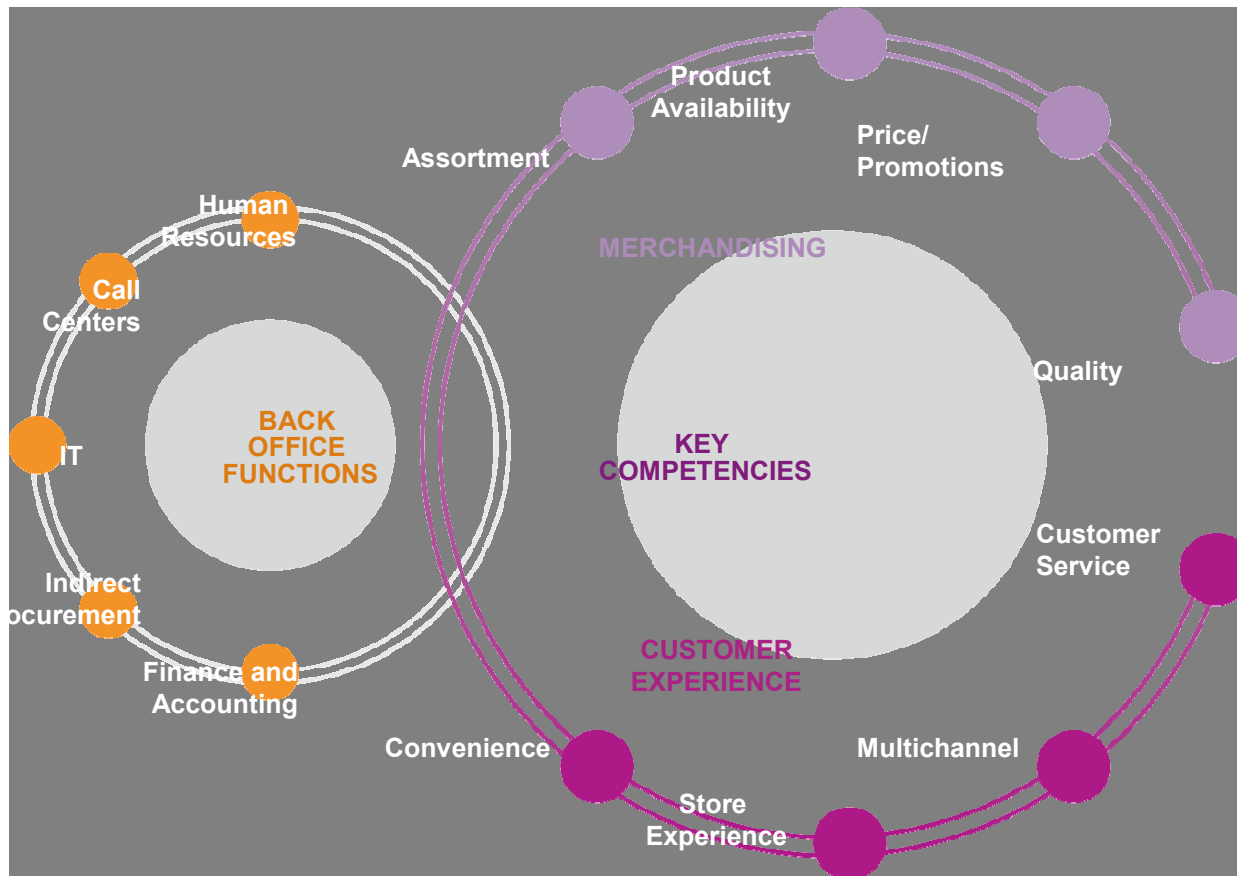 Product
Availability
Price/
Promotions
Assortment
MERCHANDISING
Human
Resources
Call
Centers
IT
Indirect
ocurement
Finance and
Accounting
BACK
OFFICE
FUNCTIONS
KEY
COMPETENCIES
Quality
Customer
Service
CUSTOMER
EXPERIENCE
Convenience
Multichannel
Store
Experience